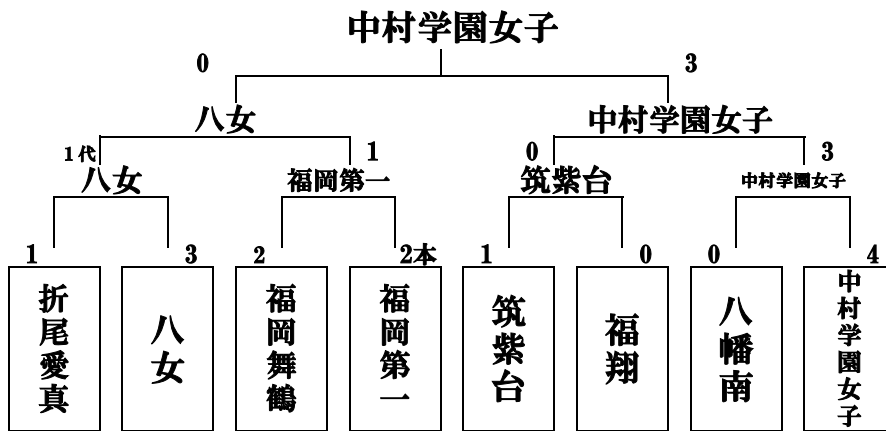 中村学園女子
0 3
八女 中村学園女子
1代 1 0 3
八女 福岡第一 筑紫台 中村学園女子
1 3 2 2本 1 0 0 4
折尾愛真
八女
福岡舞鶴
福岡第一
筑紫台
福翔
八幡南
中村学園女子